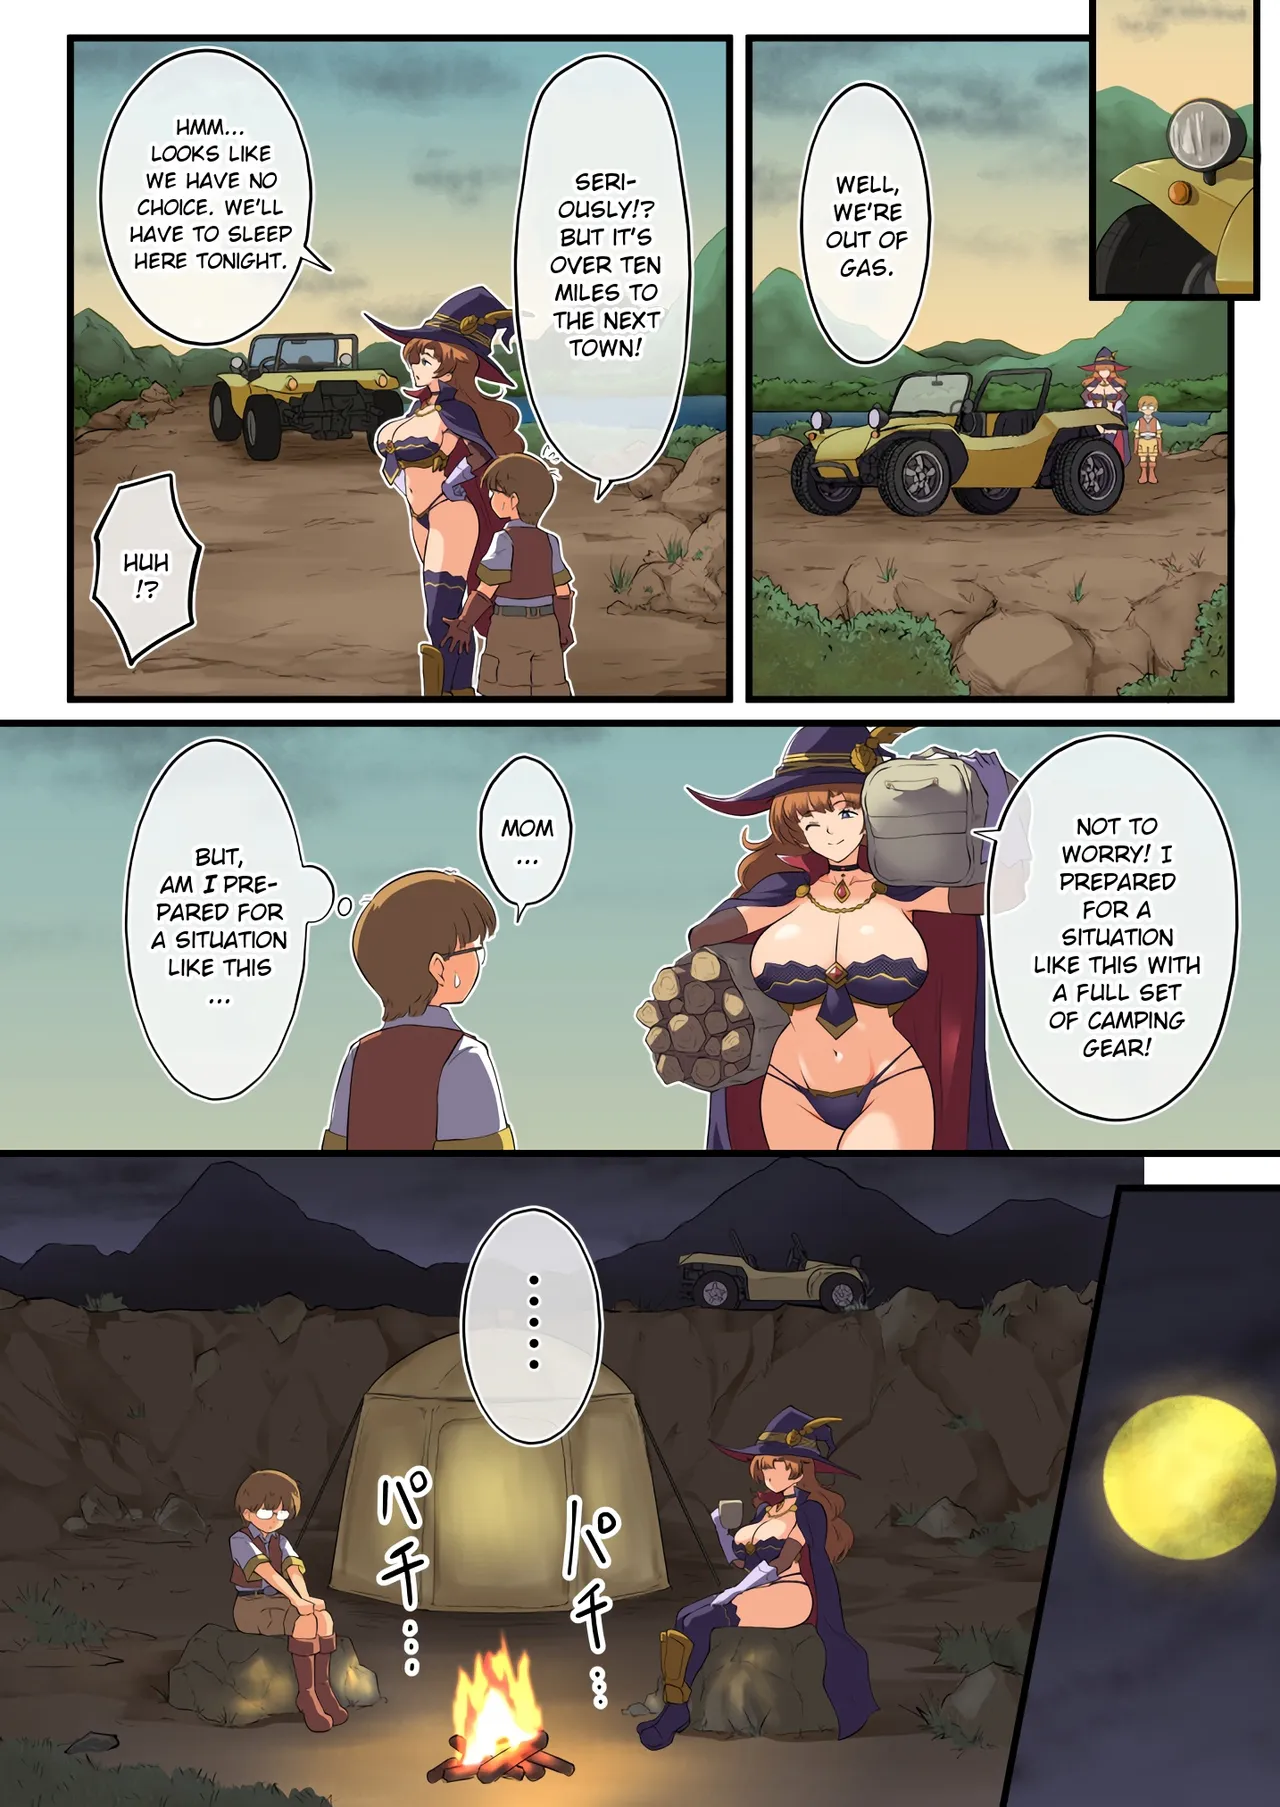 WELL,
WE'RE
OUT OF
GAS.
SERI-
OUSLY!?
BUT IT'S
OVER TEN
MILES TO
THE NEXT
TOWN!
HMM...
LOOKS LIKE
WE HAVE NO
CHOICE. WE'LL
HAVE TO SLEEP
HERE TONIGHT.
HUH
!?
NOT TO
WORRY! I
PREPARED
FOR A
SITUATION
LIKE THIS WITH
A FULL SET
OF CAMPING
GEAR!
MOM
...
BUT,
AM I PRE-
PARED FOR
A SITUATION
LIKE THIS
...
・・・・・
パチ…
パチ…